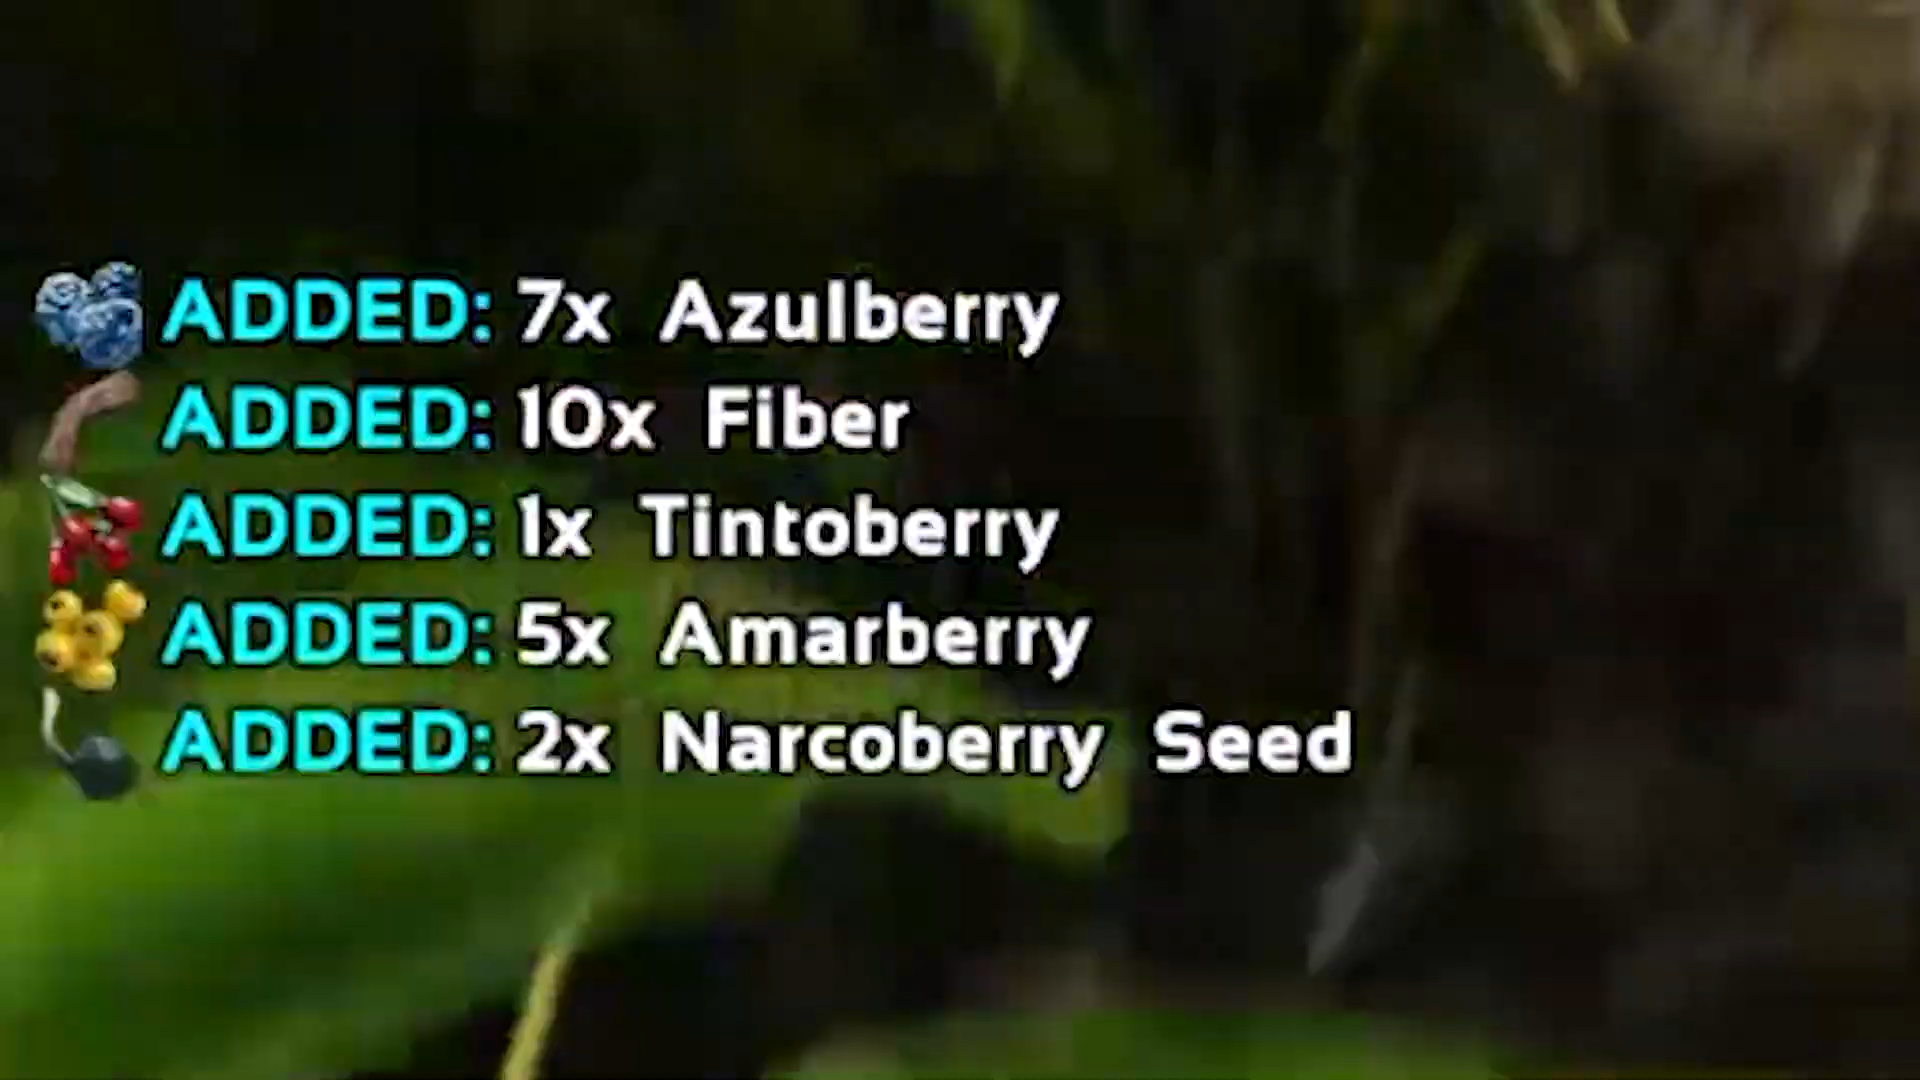 ADDED: 7x Azulberry
ADDED: 10x Fiber
ADDED: 1x Tintoberry
ADDED: 5x Amarberry
ADDED: 2x Narcoberry Seed